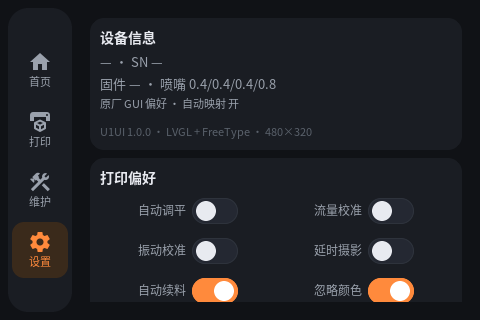 首页
打印
维护
设置
设备信息
— · SN —
固件 — · 喷嘴 0.4/0.4/0.4/0.8
原厂 GUI 偏好 · 自动映射 开
U1UI 1.0.0 · LVGL + FreeType · 480×320
打印偏好
自动调平
流量校准
振动校准
延时摄影
自动续料
忽略颜色